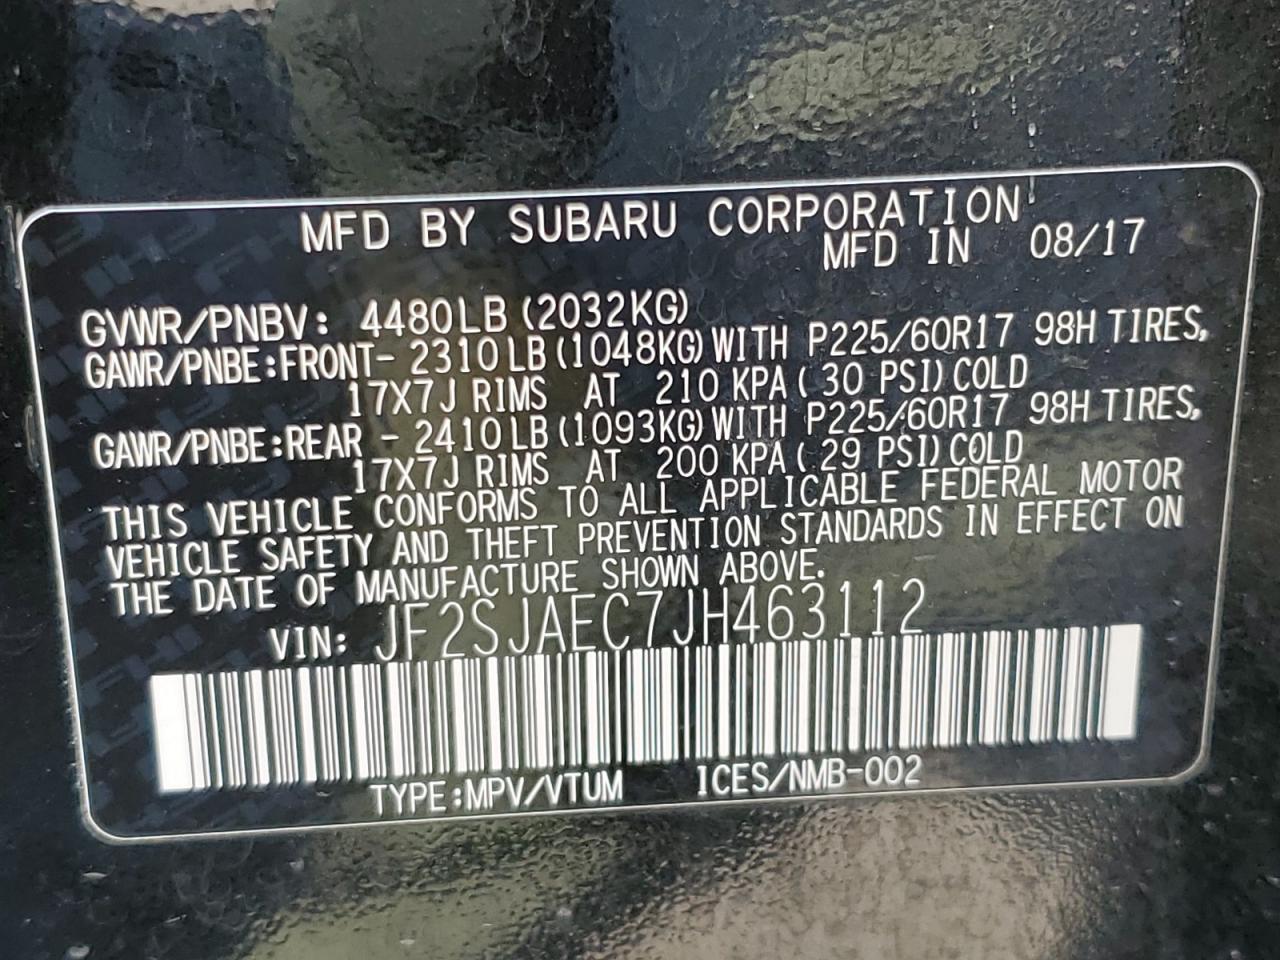 MFD BY SUBARU CORPORATION
MFD IN 08/17
GVWR/PNBV: 4480LB (2032KG)
GAWR/PNBE:FRONT- 2310LB (1048KG) WITH P225/60R17 98H TIRES,
17X7J RIMS AT 210 KPA ( 30 PSI) COLD
GAWR/PNBE:REAR - 2410LB (1093KG) WITH P225/60R17 98H TIRES,
17X7J RIMS AT 200 KPA ( 29 PSI) COLD
THIS VEHICLE CONFORMS TO ALL APPLICABLE FEDERAL MOTOR
VEHICLE SAFETY AND THEFT PREVENTION STANDARDS IN EFFECT ON
THE DATE OF MANUFACTURE SHOWN ABOVE.
VIN: JF2SJAEC7JH463112
TYPE:MPV/VTUM ICES/NMB-002